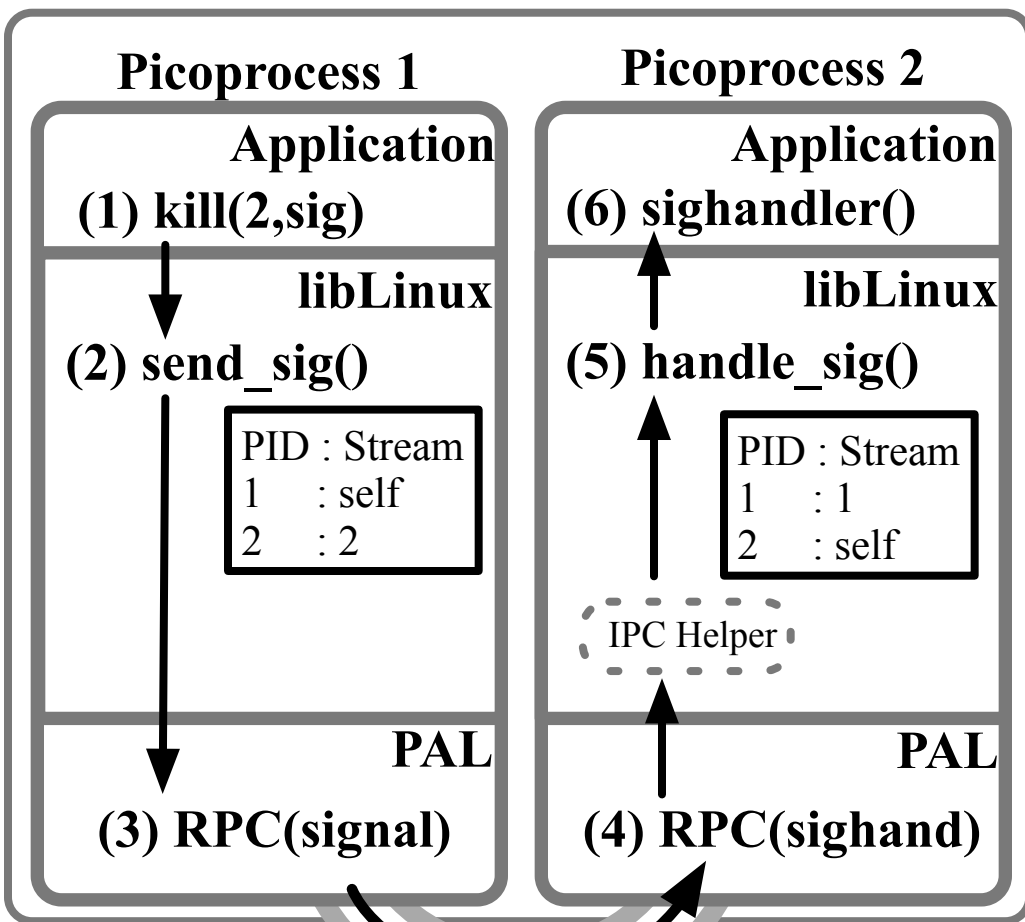 Picoprocess 1
Application
(1) kill(2,sig)
libLinux
(2) send_sig()
PID : Stream
1 : self
2 : 2
PAL
(3) RPC(signal)
Picoprocess 2
Application
(6) sighandler()
libLinux
(5) handle_sig()
PID : Stream
1 : 1
2 : self
IPC Helper
PAL
(4) RPC(sighand)